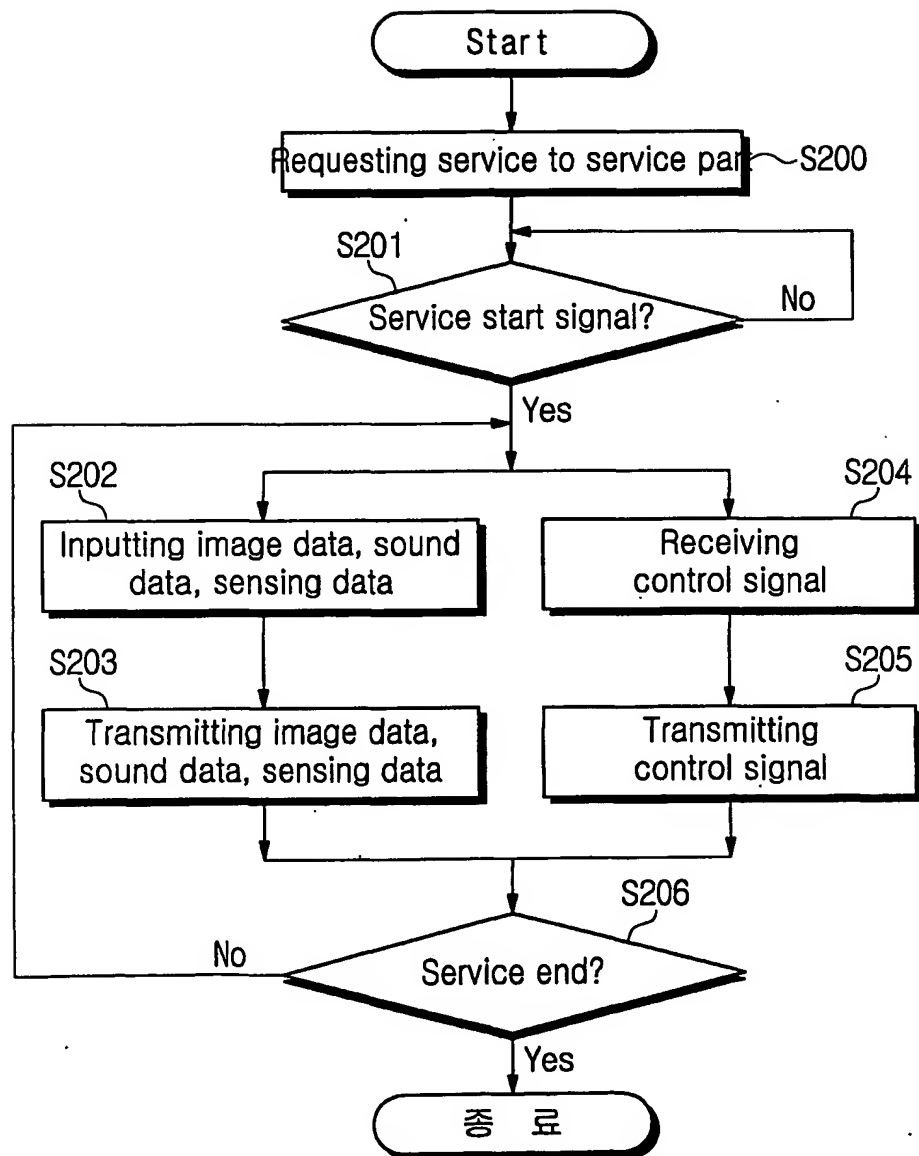 Start
Requesting service to service part
S200
S201
Service start signal?
No
Yes
S202
S204
Inputting image data, sound
data, sensing data
Receiving
control signal
S203
S205
Transmitting image data,
sound data, sensing data
Transmitting
control signal
S206
No
Service end?
Yes
종 료